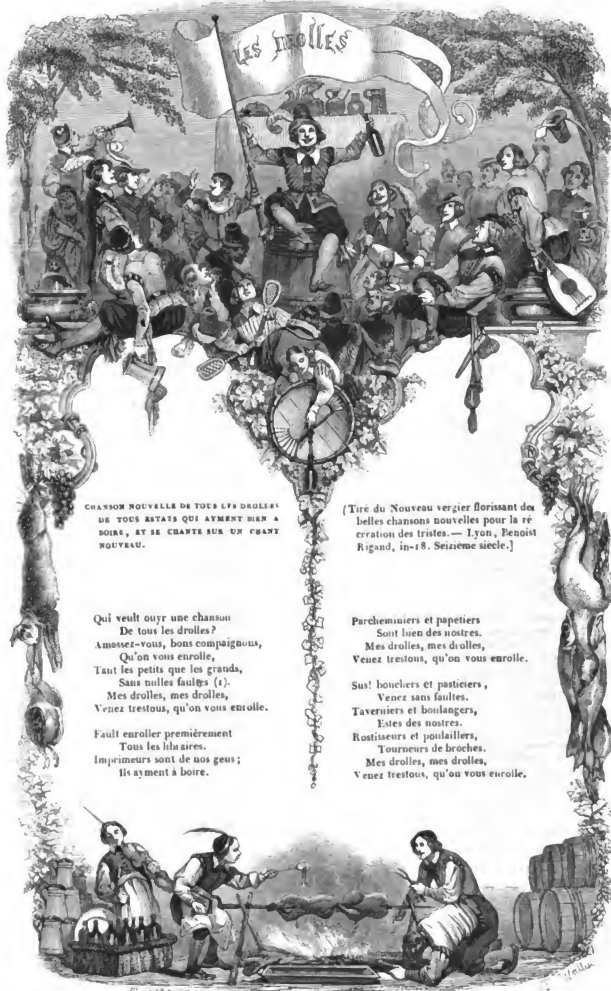 LES DROLLES
CHANSON NOUVELLE DE TOUS LES DROLLES
DE TOUS ESTATS QUI AYMENT BIEN A
BOIRE, ET SE CHANTE SUR UN CHANT
NOUVEAU.
Qui veult ouyr une chanson
De tous les drolles?
Amassez-vous, bons compaignons,
Qu'on vous enrolle,
Tant les petits que les grands,
Sans nulles faultes (1).
Mes drolles, mes drolles,
Venez trestous, qu'on vous enrolle.
Fault enroller premièrement
Tous les libraires.
Imprimeurs sont de nos gens;
Ils ayment à boire.
[Tiré du Nouveau vergier florissant des
belles chansons nouvelles pour la ré
création des tristes.— Lyon, Benoist
Rigaud, in-18. Seizième siècle.]
Parcheminiers et papetiers
Sont bien des nostres.
Mes drolles, mes drolles,
Venez trestous, qu'on vous enrolle.
Sus! bouchers et pasticiers,
Venez sans faultes.
Taverniers et boulangers,
Estes des nostres.
Rostisseurs et poulaillers,
Tourneurs de broches.
Mes drolles, mes drolles,
Venez trestous, qu'on vous enrolle.